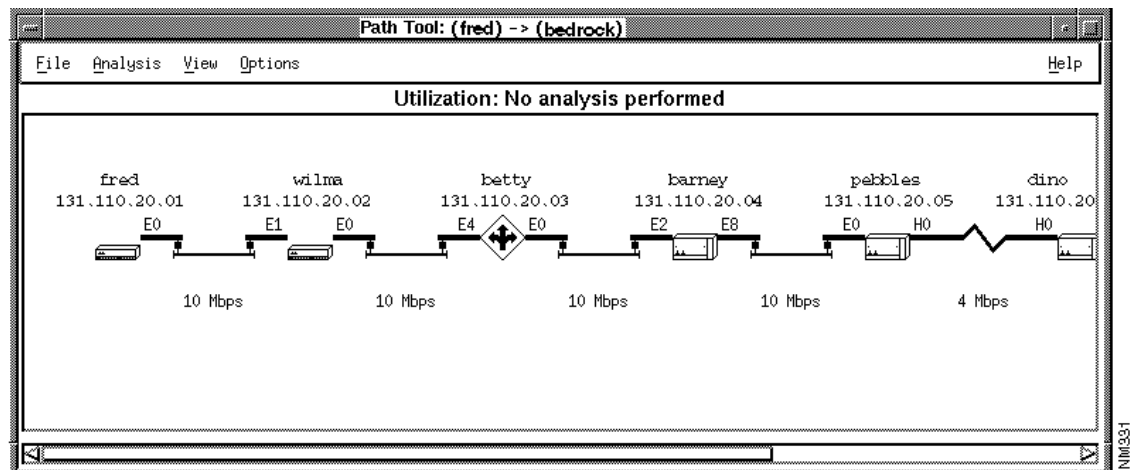 Path Tool: (fred) -> (bedrock)
File Analysis View Options Help
Utilization: No analysis performed
fred wilma betty barney pebbles dino
131.110.20.01 131.110.20.02 131.110.20.03 131.110.20.04 131.110.20.05 131.110.20
E0 E1 E0 E4 E0 E2 E8 E0 H0 H0
10 Mbps 10 Mbps 10 Mbps 10 Mbps 4 Mbps
NM331